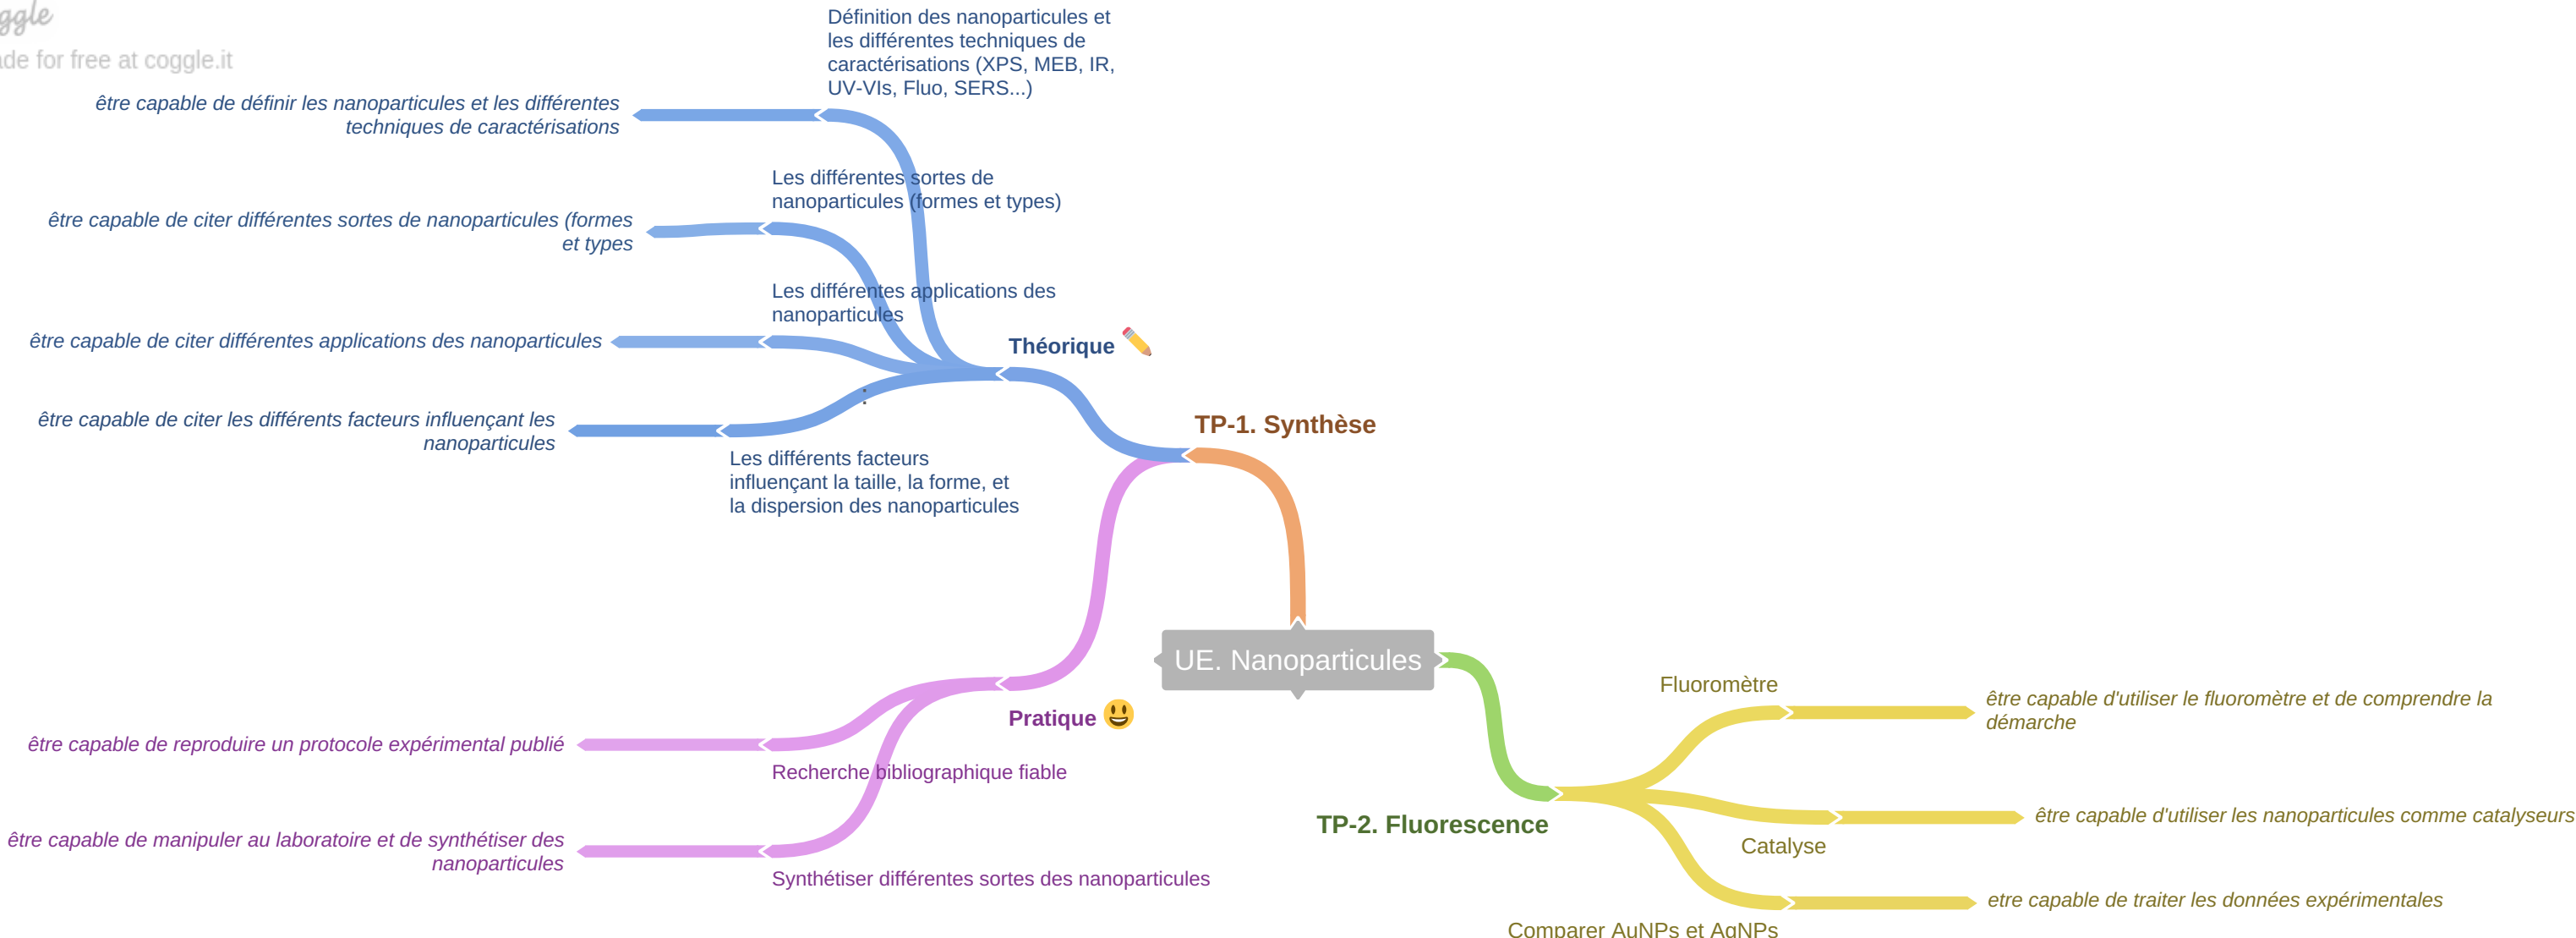 ggle
ade for free at coggle.it
Définition des nanoparticules et
les différentes techniques de
caractérisations (XPS, MEB, IR,
UV-VIs, Fluo, SERS...)
être capable de définir les nanoparticules et les différentes
techniques de caractérisations
Les différentes sortes de
nanoparticules (formes et types)
être capable de citer différentes sortes de nanoparticules (formes
et types
Les différentes applications des
nanoparticules
être capable de citer différentes applications des nanoparticules
Théorique
:
être capable de citer les différents facteurs influençant les
nanoparticules
Les différents facteurs
influençant la taille, la forme, et
la dispersion des nanoparticules
TP-1. Synthèse
UE. Nanoparticules
Pratique
être capable de reproduire un protocole expérimental publié
Recherche bibliographique fiable
être capable de manipuler au laboratoire et de synthétiser des
nanoparticules
Synthétiser différentes sortes des nanoparticules
TP-2. Fluorescence
Fluoromètre
être capable d'utiliser le fluoromètre et de comprendre la
démarche
Catalyse
être capable d'utiliser les nanoparticules comme catalyseurs
Comparer AuNPs et AgNPs
etre capable de traiter les données expérimentales